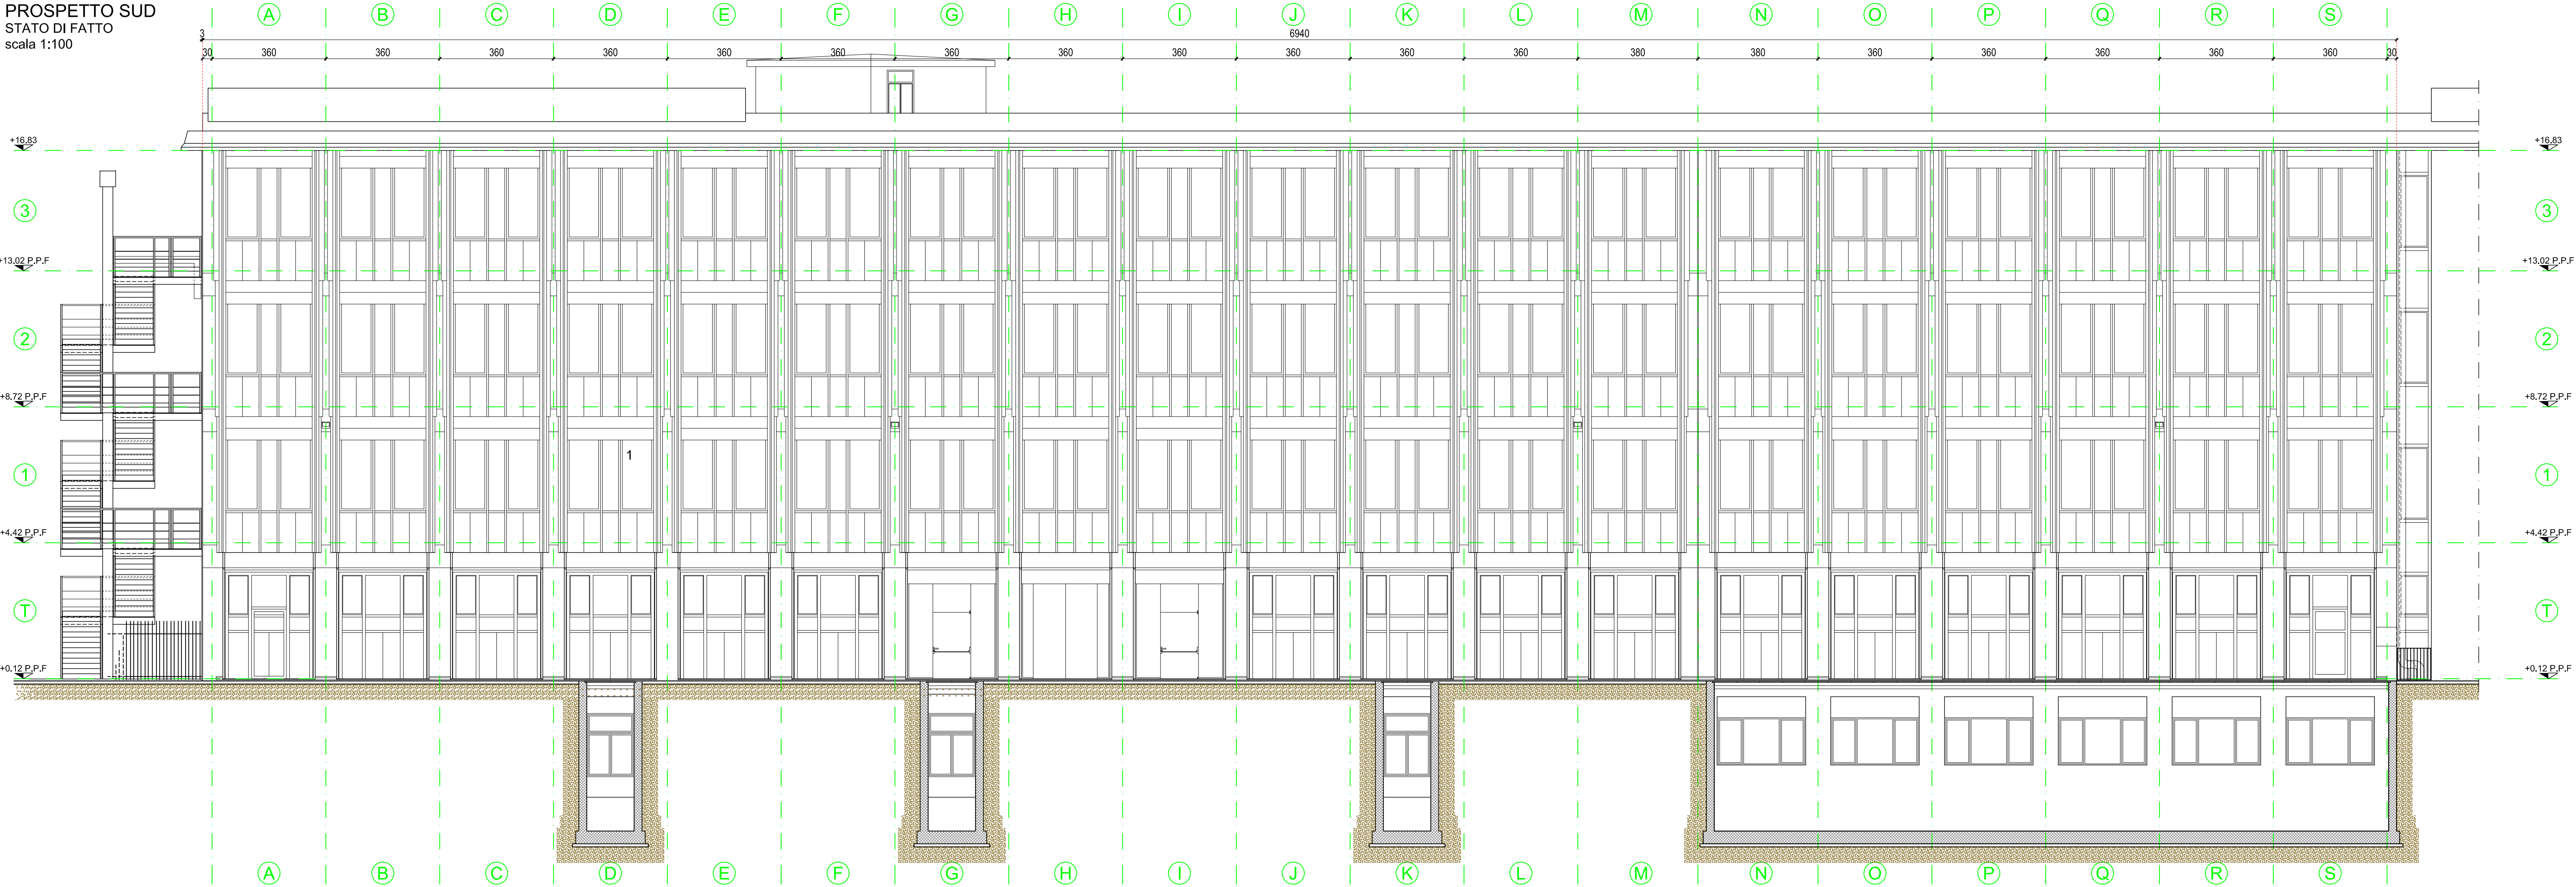 PROSPETTO SUD
STATO DI FATTO
scala 1:100
A B C D E F G H I J K L M N O P Q R S
3
6940
30 360 360 360 360 360 360 360 360 360 360 360 360 380 380 360 360 360 360 360 30
+16.83 +16.83
3 3
+13.02 P.P.F +13.02 P.P.F
2 2
+8.72 P.P.F +8.72 P.P.F
1
1 1
+4.42 P.P.F +4.42 P.P.F
T T
+0.12 P.P.F +0.12 P.P.F
A B C D E F G H I J K L M N O P Q R S